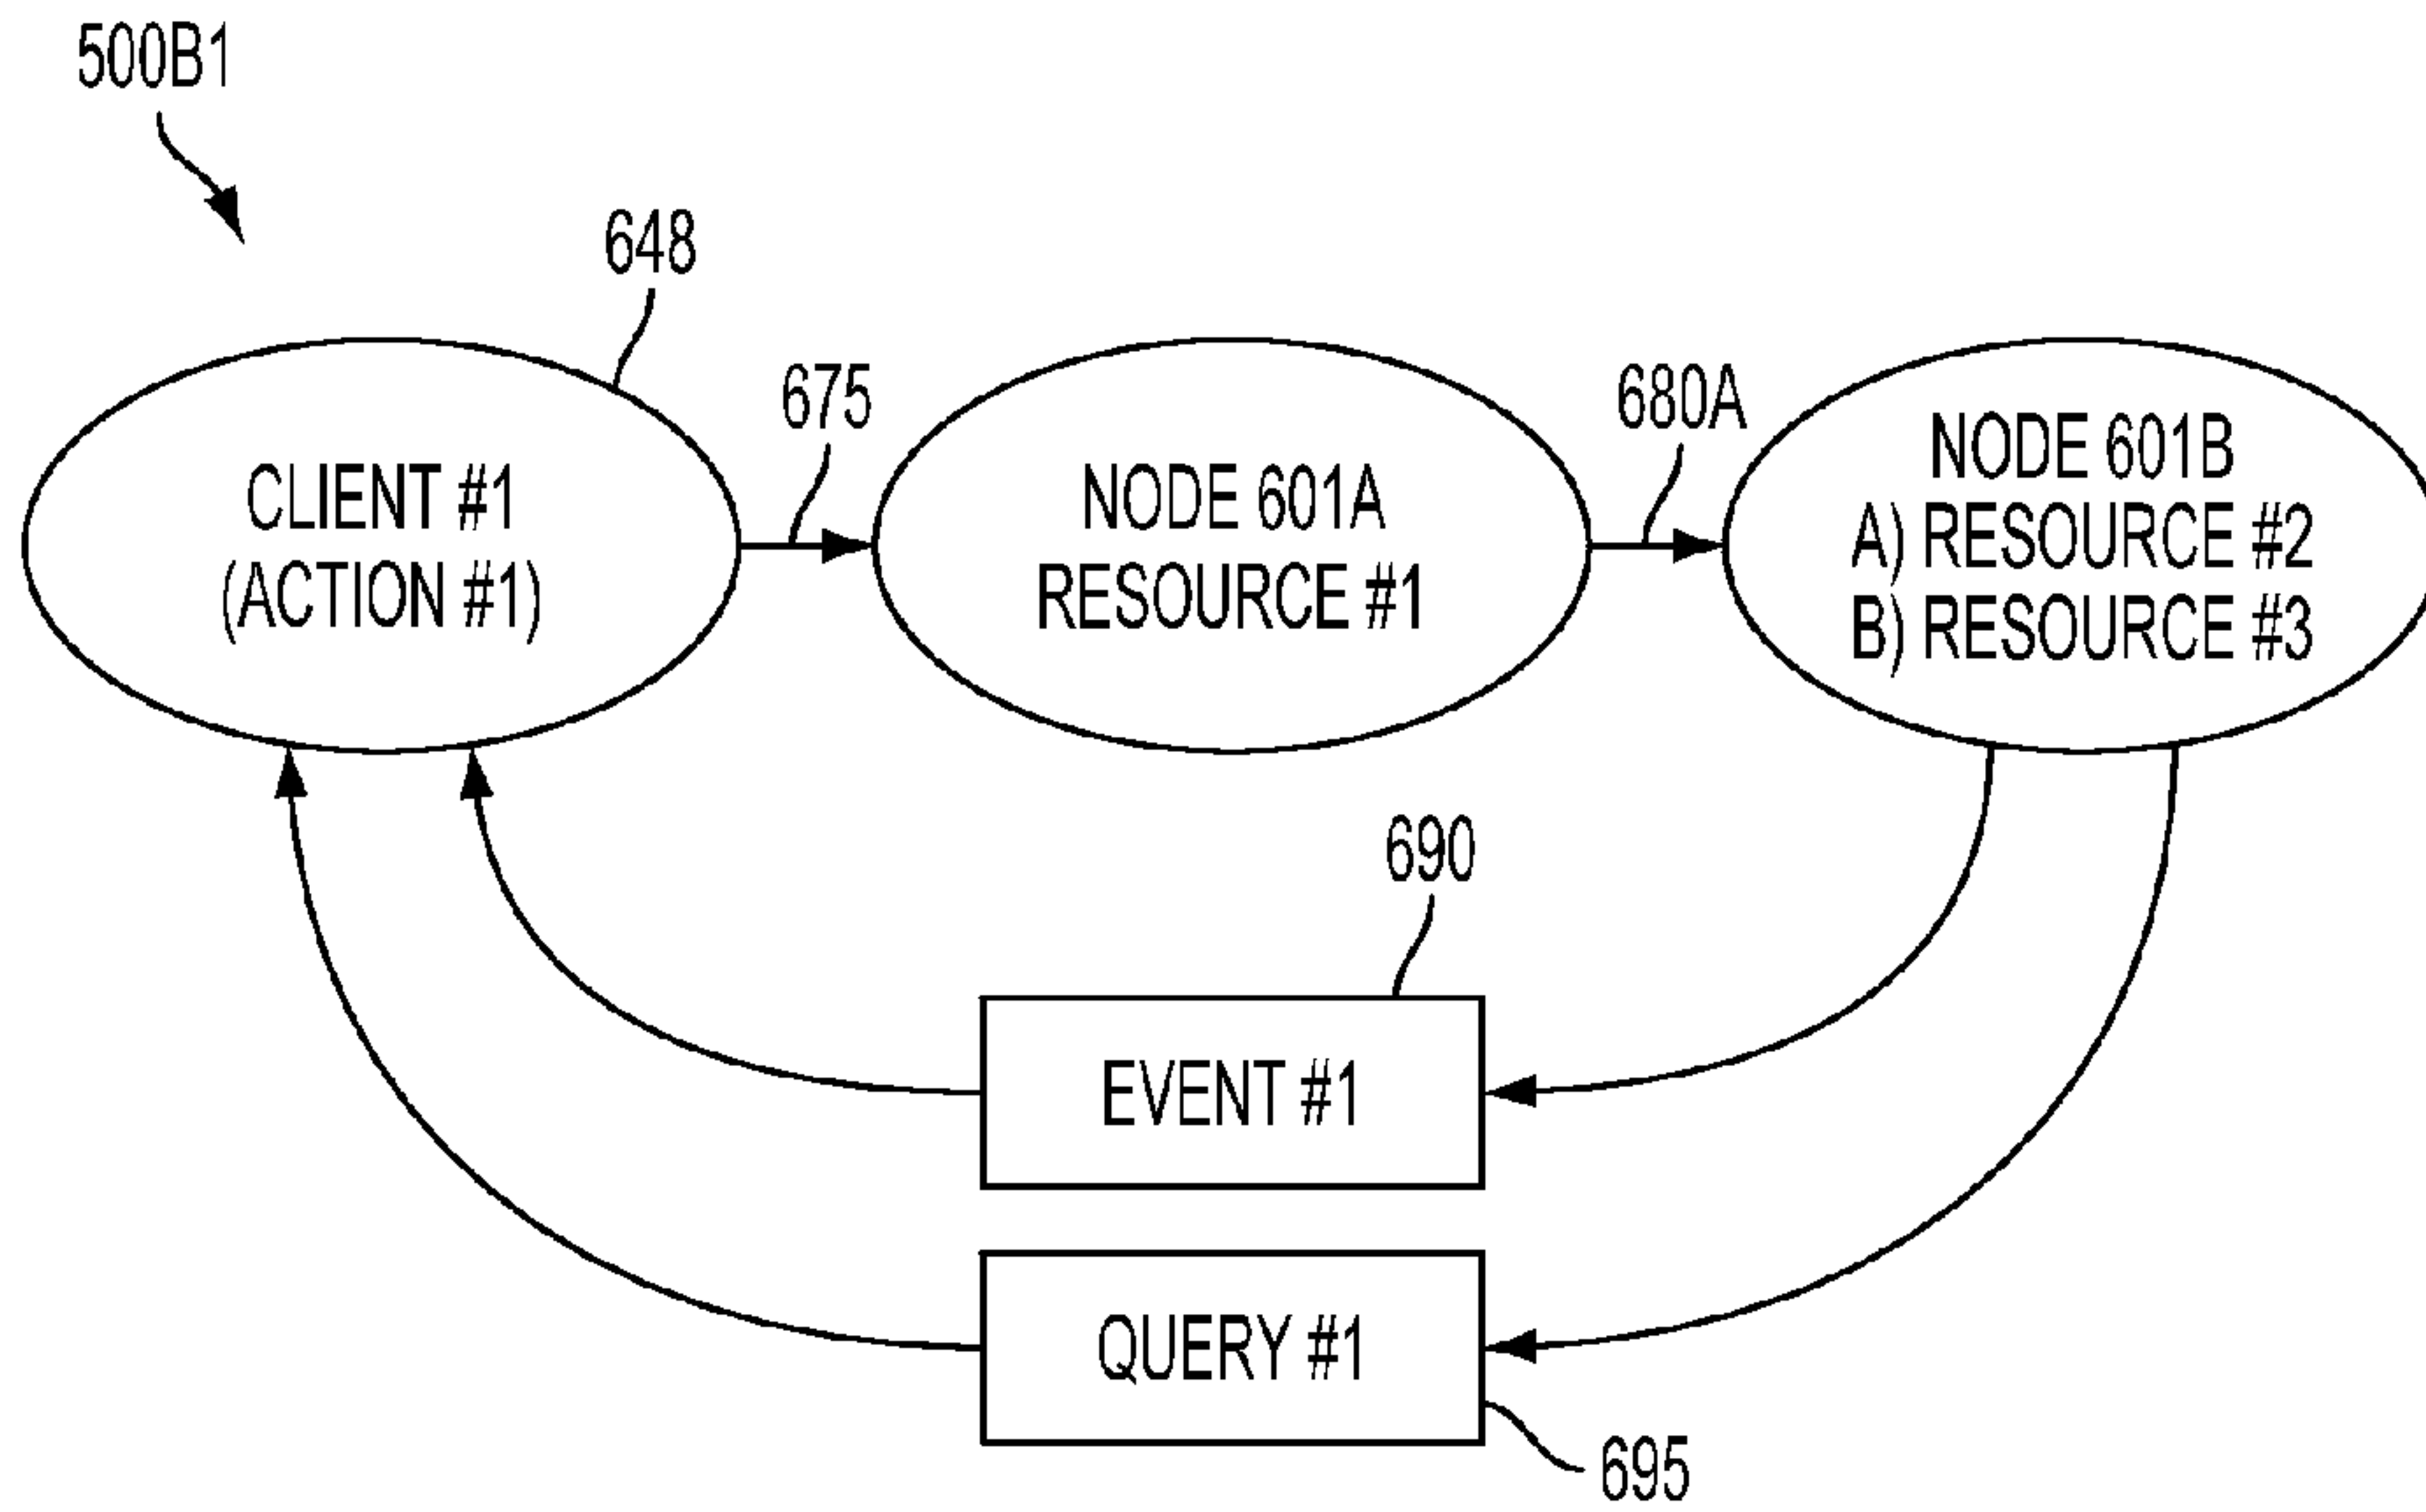 500B1
648
675
680A
CLIENT #1
(ACTION #1)
NODE 601A
RESOURCE #1
NODE 601B
A) RESOURCE #2
B) RESOURCE #3
690
EVENT #1
QUERY #1
695